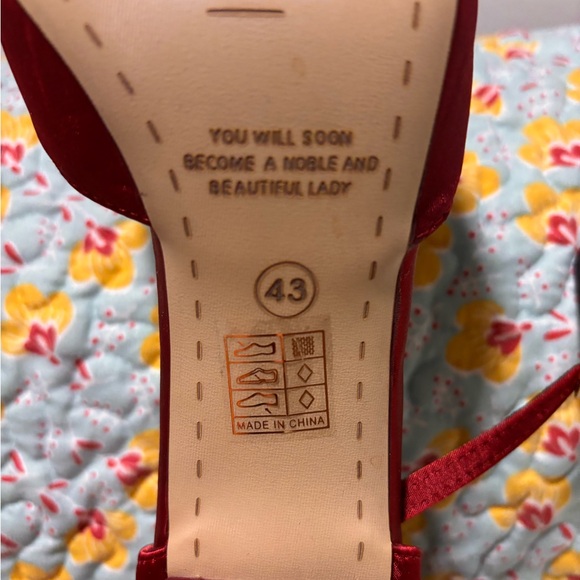 YOU WILL SOON
BECOME A NOBLE AND
BEAUTIFUL LADY
43
MADE IN CHINA